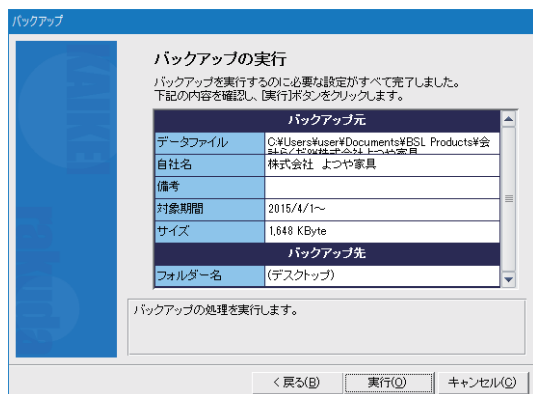 バックアップ
バックアップの実行
バックアップを実行するのに必要な設定がすべて完了しました。
下記の内容を確認し、[実行]ボタンをクリックします。
バックアップ元
データファイル C:¥Users¥user¥Documents¥BSL Products¥会
自社名 株式会社 よつや家具
備考
対象期間 2015/4/1～
サイズ 1,648 KByte
バックアップ先
フォルダー名 (デスクトップ)
バックアップの処理を実行します。
< 戻る(B) 実行(O) キャンセル(C)
KAIKEI
rakuda